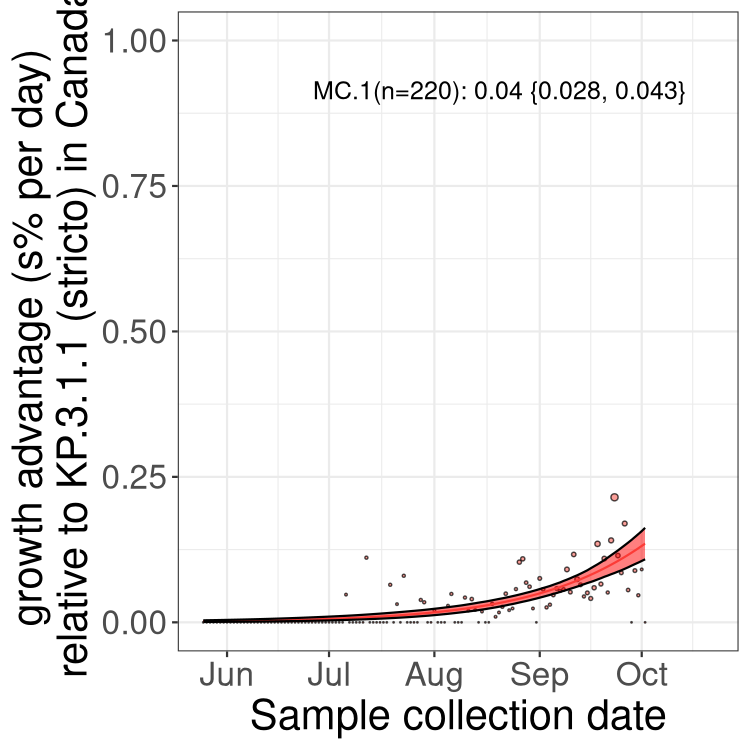 growth advantage (s% per day)
relative to KP.3.1.1 (stricto) in Canada
1.00
0.75
0.50
0.25
0.00
MC.1(n=220): 0.04 {0.028, 0.043}
Jun Jul Aug Sep Oct
Sample collection date